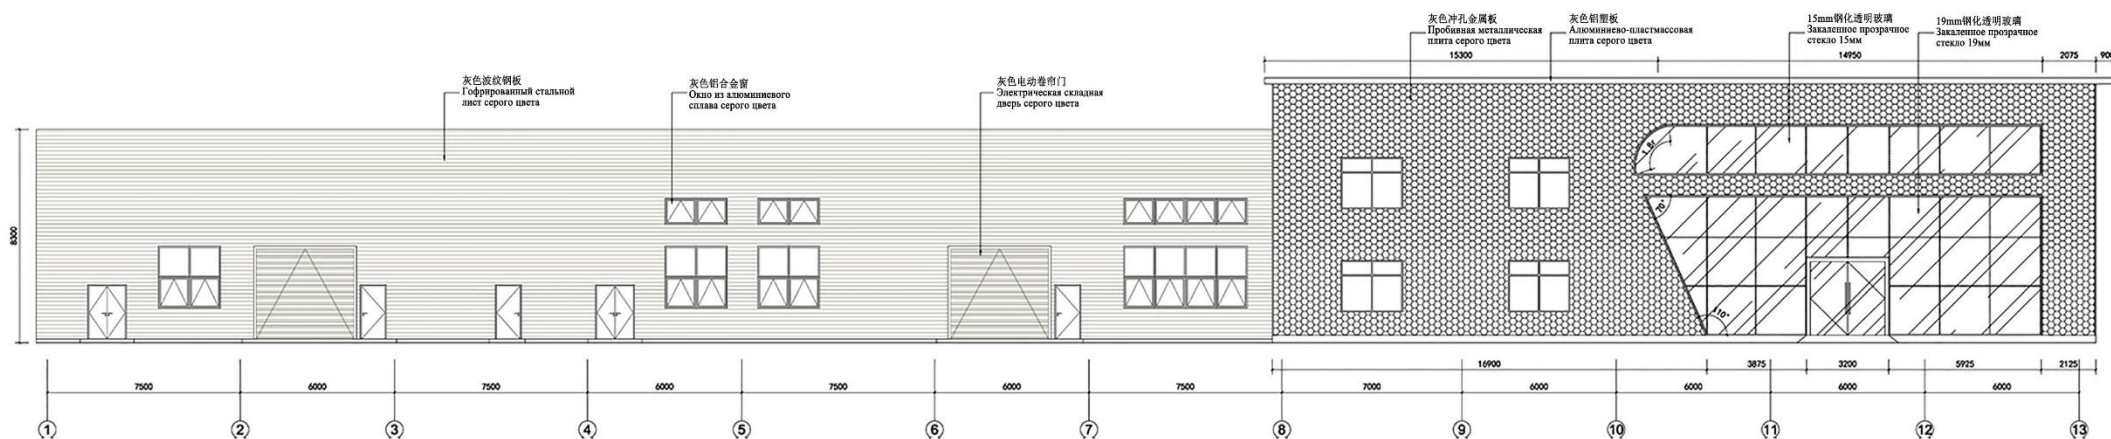 灰色冲孔金属板
Пробивная металлическая
плита серого цвета
灰色铝塑板
Алюминиево-пластмассовая
плита серого цвета
15mm钢化透明玻璃
Закаленное прозрачное
стекло 15мм
19mm钢化透明玻璃
Закаленное прозрачное
стекло 19мм
15300
14950
2075
900
灰色波纹钢板
Гофрированный стальной
лист серого цвета
灰色铝合金窗
Окно из алюминиевого
сплава серого цвета
灰色电动卷帘门
Электрическая складная
дверь серого цвета
8300
1.8r
70°
110°
16900
3875
3200
5925
2125
7500
6000
7500
6000
7500
6000
7500
7000
6000
6000
6000
6000
1
2
3
4
5
6
7
8
9
10
11
12
13